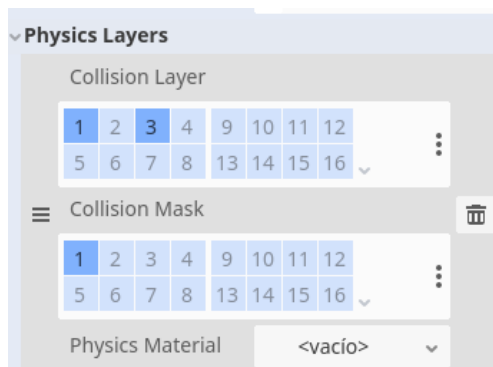 Physics Layers
Collision Layer
1 2 3 4 9 10 11 12
5 6 7 8 13 14 15 16
Collision Mask
1 2 3 4 9 10 11 12
5 6 7 8 13 14 15 16
Physics Material <vacío>